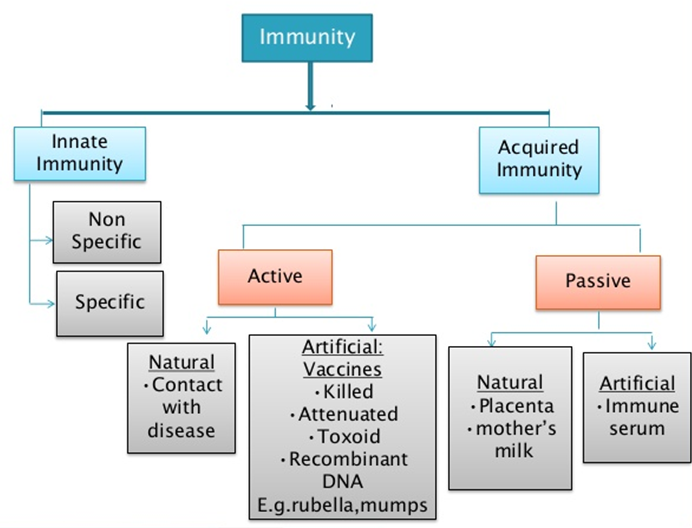 Immunity
Innate
Immunity
Acquired
Immunity
Non
Specific
Specific
Active
Passive
Natural
•Contact
with
disease
Artificial:
Vaccines
•Killed
•Attenuated
•Toxoid
•Recombinant
DNA
E.g.rubella,mumps
Natural
•Placenta
•mother's
milk
Artificial
•Immune
serum